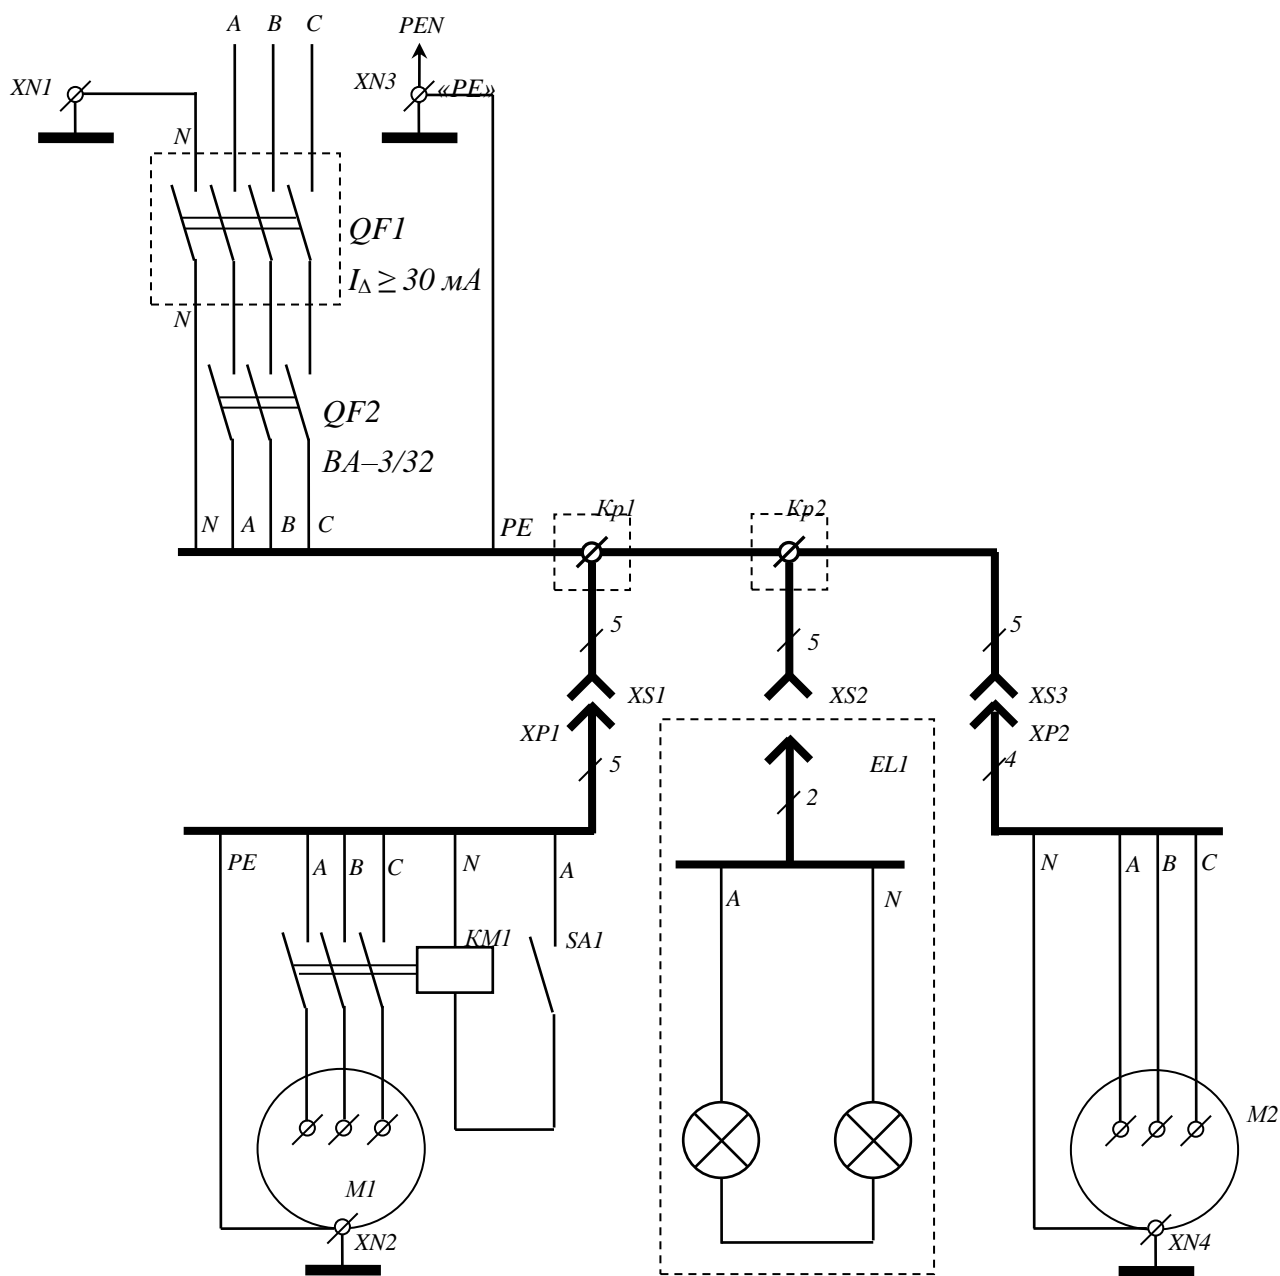 A B C PEN
XN1
XN3 «PE»
N
QF1
I∆ ≥ 30 мА
N
QF2
ВА–3/32
N A B C PE Кр1 Кр2
5 5 5
XS1 XS2 XS3
XP1 XP2
5 EL1 4
2
PE A B C N A
A N
N A B C
КМ1 SA1
M1
M2
XN2
XN4